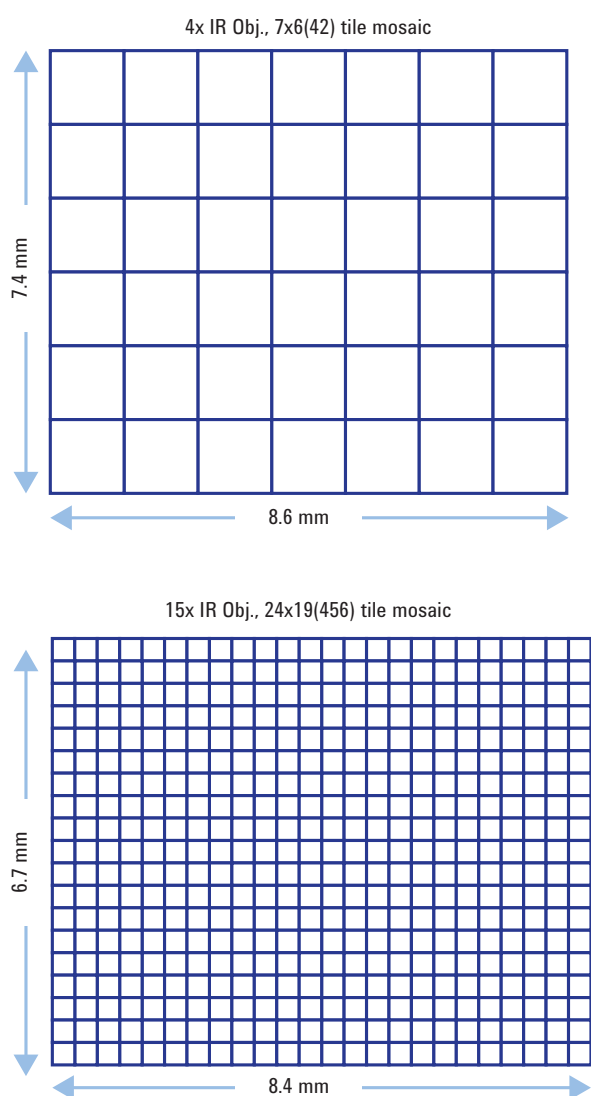 4x IR Obj., 7x6(42) tile mosaic
7.4 mm
8.6 mm
15x IR Obj., 24x19(456) tile mosaic
6.7 mm
8.4 mm